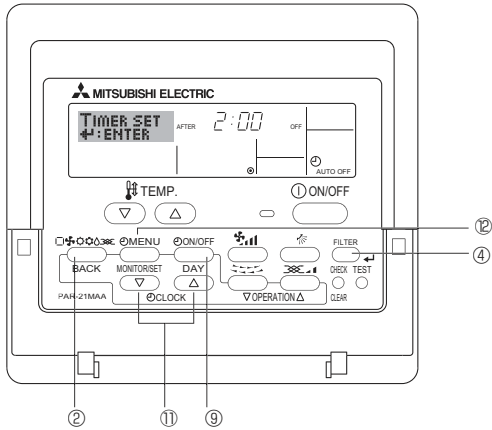 MITSUBISHI ELECTRIC
TIMER SET
↵:ENTER
AFTER 2:00 OFF
AUTO OFF
TEMP. ON/OFF
MENU ON/OFF FILTER
BACK MONITOR/SET DAY CHECK TEST
PAR-21MAA CLOCK ▽OPERATION△ CLEAR
⑫
④
② ⑪ ⑨